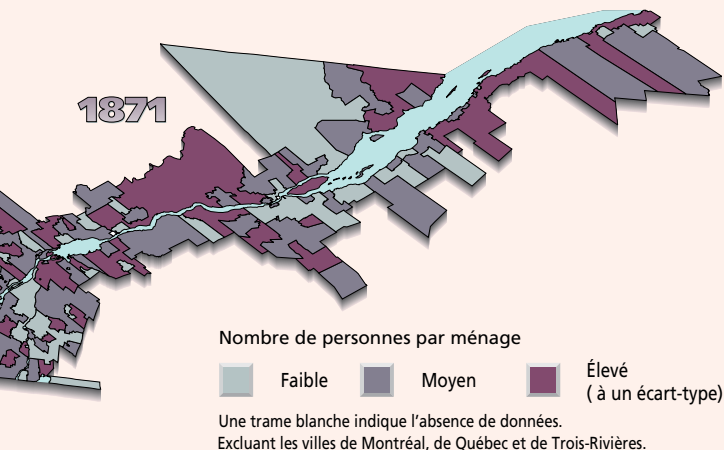 1871
Nombre de personnes par ménage
Faible
Moyen
Élevé
( à un écart-type)
Une trame blanche indique l'absence de données.
Excluant les villes de Montréal, de Québec et de Trois-Rivières.